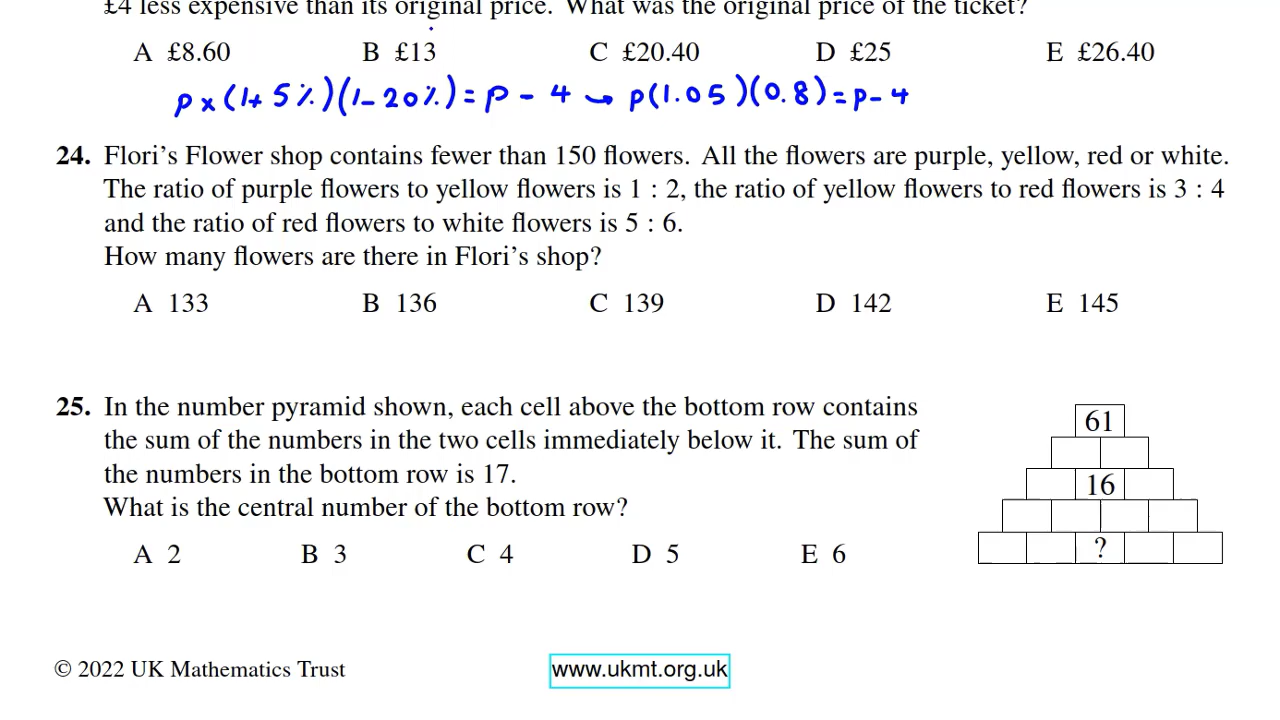 £4 less expensive than its original price. What was the original price of the ticket?
A £8.60 B £13 C £20.40 D £25 E £26.40
p x (1+ 5%)(1-20%) = p - 4 → p(1.05)(0.8) = p-4
24. Flori's Flower shop contains fewer than 150 flowers. All the flowers are purple, yellow, red or white.
The ratio of purple flowers to yellow flowers is 1 : 2, the ratio of yellow flowers to red flowers is 3 : 4
and the ratio of red flowers to white flowers is 5 : 6.
How many flowers are there in Flori's shop?
A 133 B 136 C 139 D 142 E 145
25. In the number pyramid shown, each cell above the bottom row contains
the sum of the numbers in the two cells immediately below it. The sum of
the numbers in the bottom row is 17.
What is the central number of the bottom row?
A 2 B 3 C 4 D 5 E 6
61
16
?
© 2022 UK Mathematics Trust
www.ukmt.org.uk